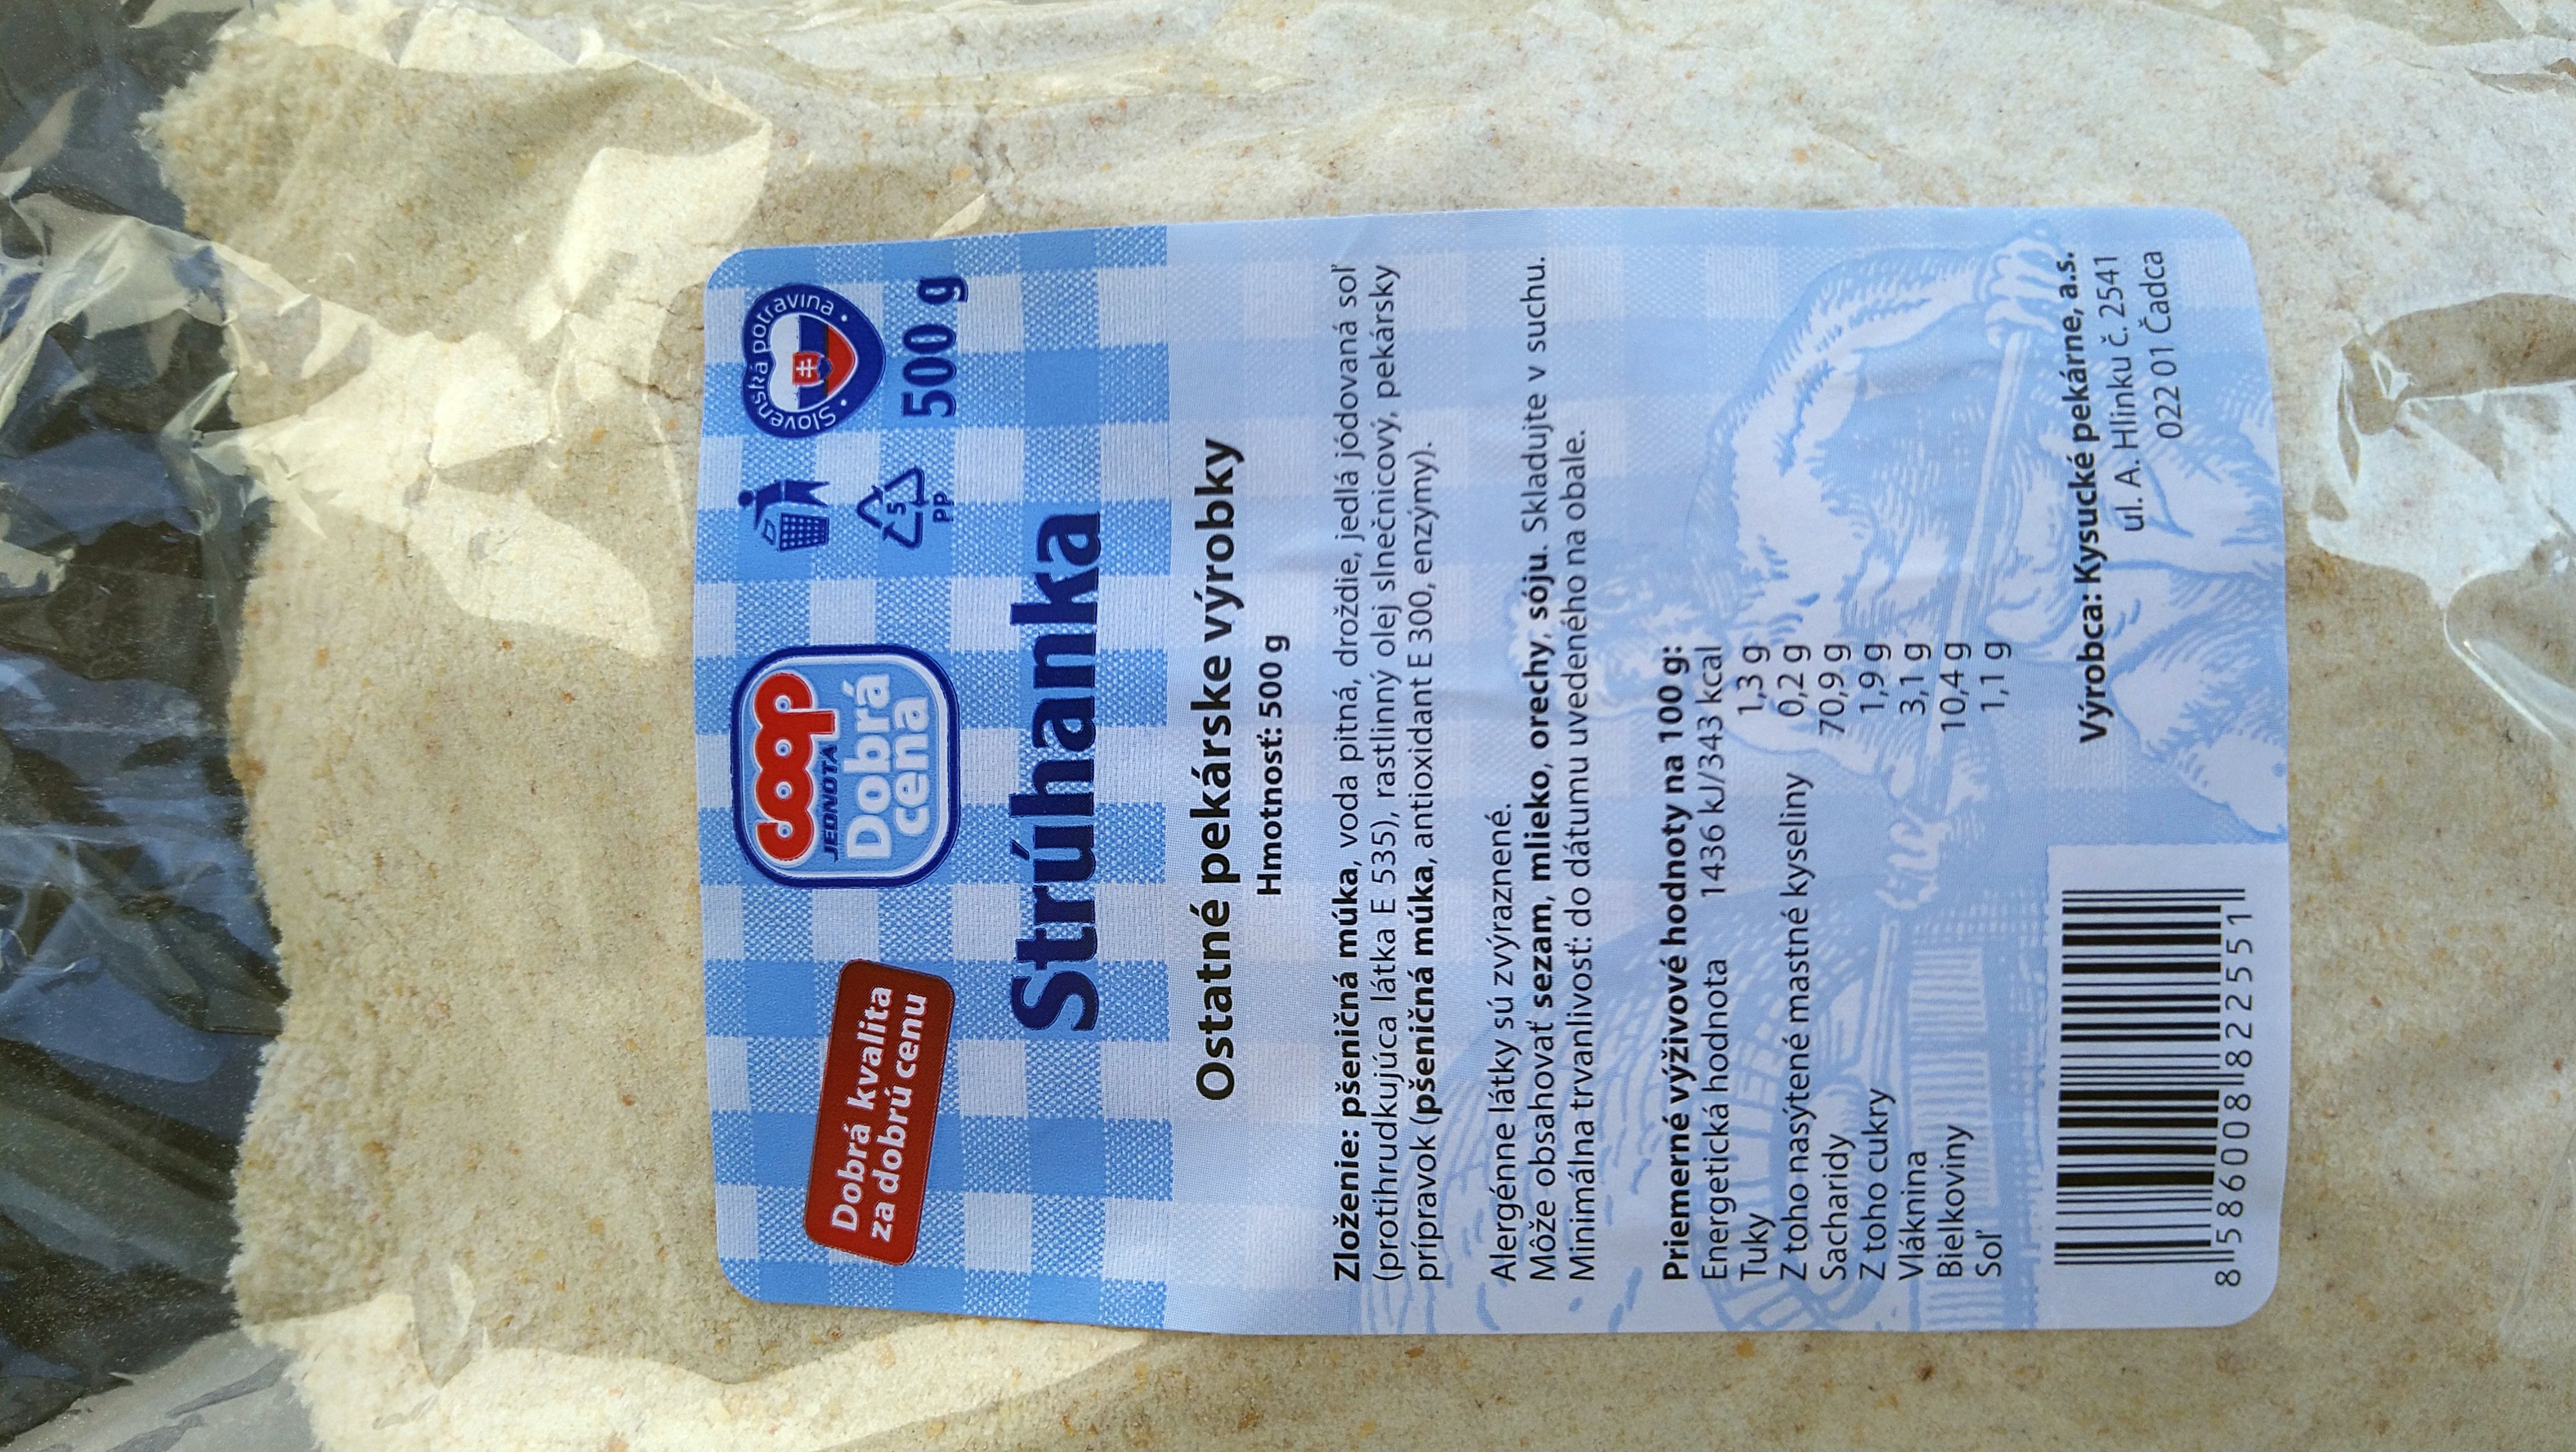 Dobrá kvalita
za dobrú cenu
coop
JEDNOTA
Dobrá
cena
5
PP
Slovenská potravina
500 g
Strúhanka
Ostatné pekárske výrobky
Hmotnosť: 500 g
Zloženie: pšeničná múka, voda pitná, droždie, jedlá jódovaná soľ
(protihrudkujúca látka E 535), rastlinný olej slnečnicový, pekársky
prípravok (pšeničná múka, antioxidant E 300, enzýmy).
Alergénne látky sú zvýraznené.
Môže obsahovať sezam, mlieko, orechy, sóju. Skladujte v suchu.
Minimálna trvanlivosť: do dátumu uvedeného na obale.
Priemerné výživové hodnoty na 100 g:
Energetická hodnota 1436 kJ/343 kcal
Tuky 1,3 g
Z toho nasýtené mastné kyseliny 0,2 g
Sacharidy 70,9 g
Z toho cukry 1,9 g
Vláknina 3,1 g
Bielkoviny 10,4 g
Soľ 1,1 g
8 586008 822551
Výrobca: Kysucké pekárne, a.s.
ul. A. Hlinku č. 2541
022 01 Čadca